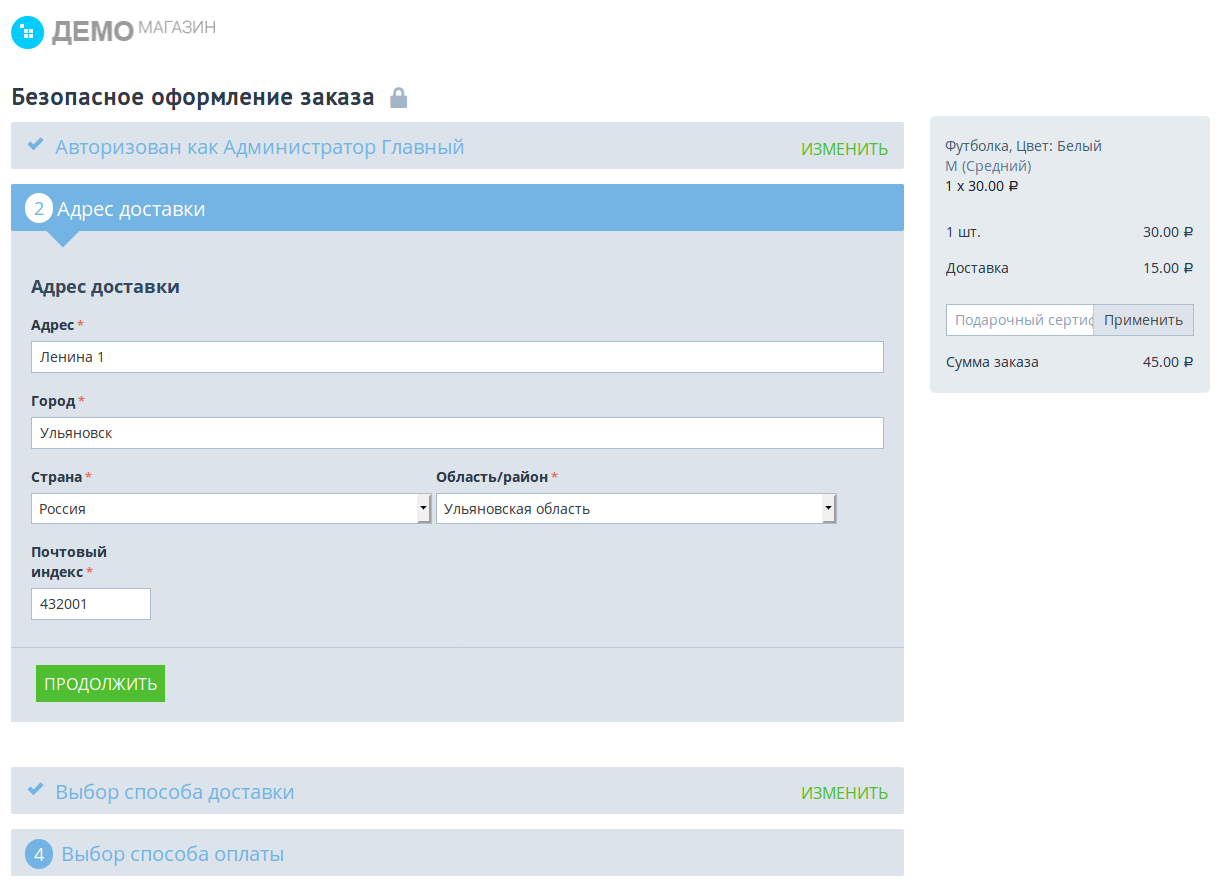 ДЕМО МАГАЗИН
Безопасное оформление заказа
Авторизован как Администратор Главный
ИЗМЕНИТЬ
2 Адрес доставки
Адрес доставки
Адрес *
Ленина 1
Город *
Ульяновск
Страна * Область/район *
Россия Ульяновская область
Почтовый
индекс *
432001
ПРОДОЛЖИТЬ
Выбор способа доставки
ИЗМЕНИТЬ
4 Выбор способа оплаты
Футболка, Цвет: Белый
M (Средний)
1 x 30.00 ₽
1 шт. 30.00 ₽
Доставка 15.00 ₽
Подарочный сертиф Применить
Сумма заказа 45.00 ₽